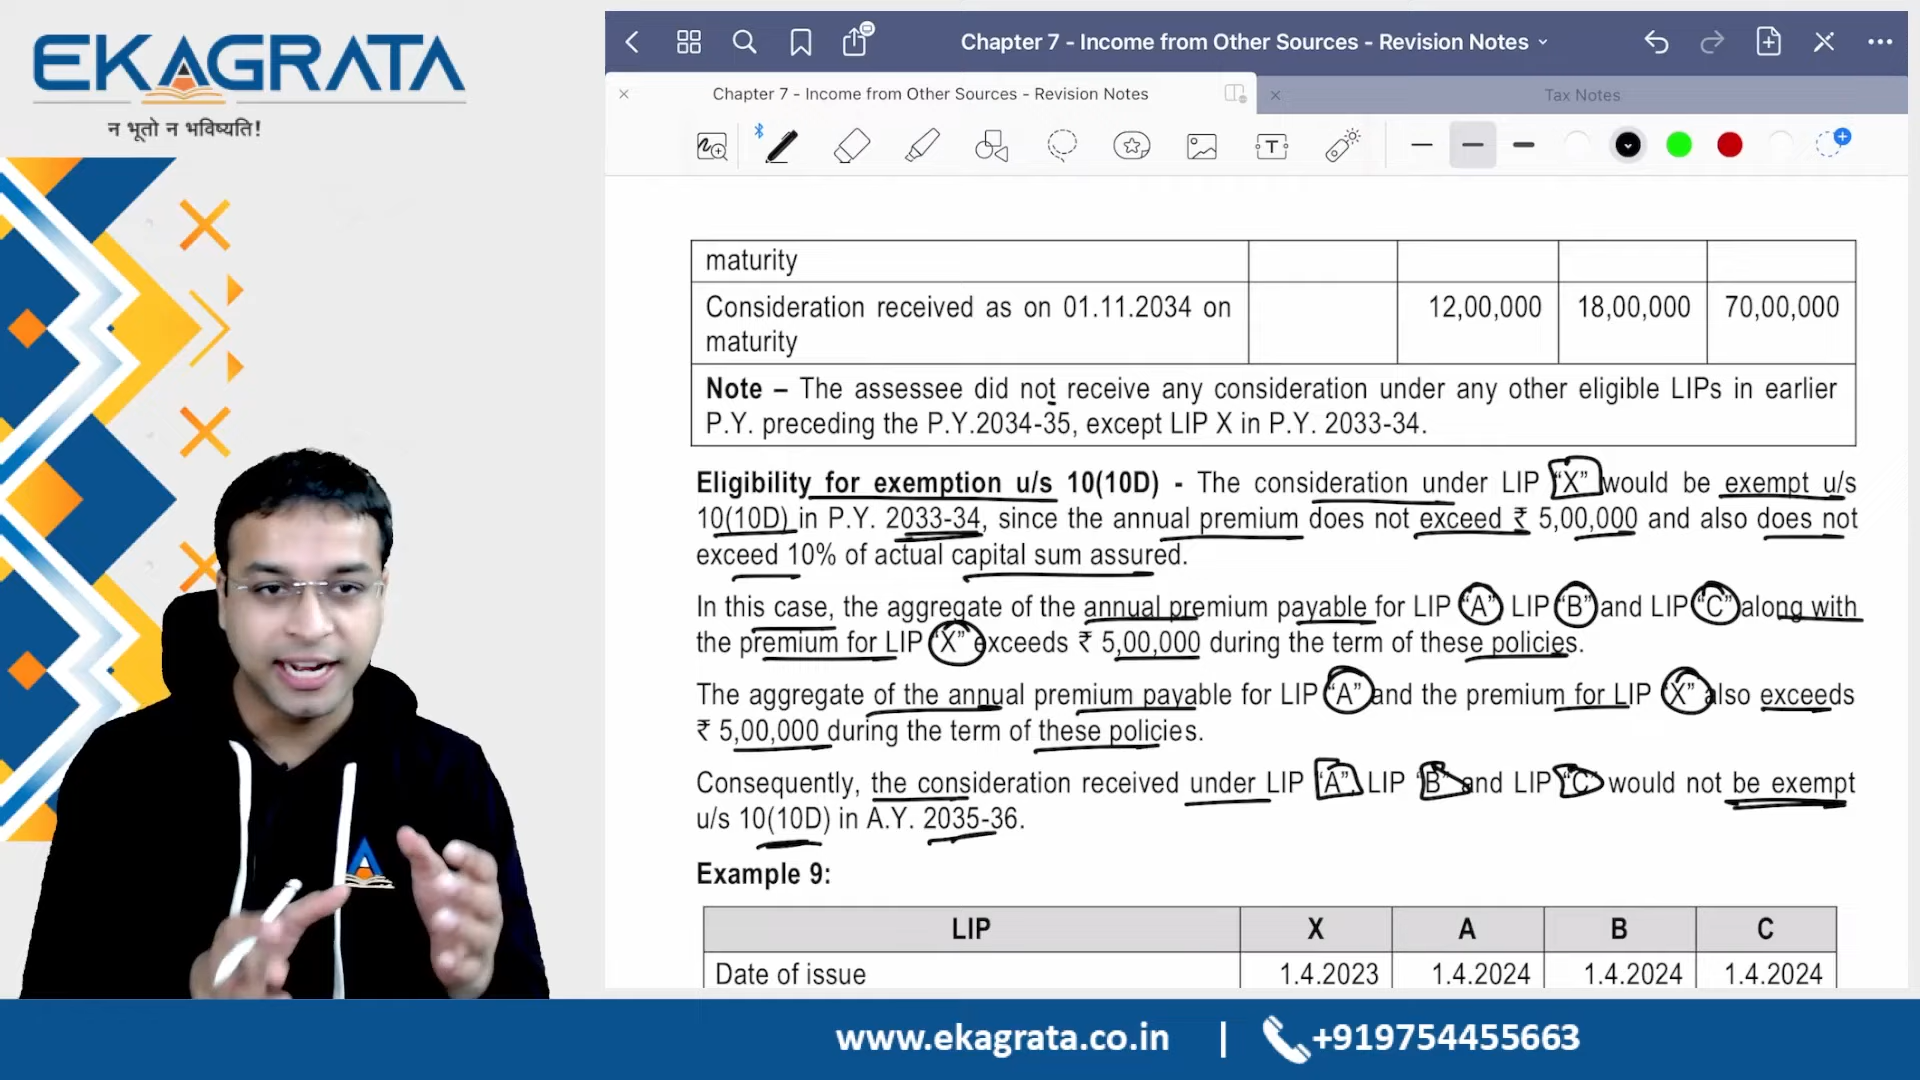 EKAGRATA
न भूतो न भविष्यति!
Chapter 7 - Income from Other Sources - Revision Notes
Chapter 7 - Income from Other Sources - Revision Notes
Tax Notes
maturity
Consideration received as on 01.11.2034 on maturity 12,00,000 18,00,000 70,00,000
Note – The assessee did not receive any consideration under any other eligible LIPs in earlier
P.Y. preceding the P.Y.2034-35, except LIP X in P.Y. 2033-34.
Eligibility for exemption u/s 10(10D) - The consideration under LIP "X" would be exempt u/s
10(10D) in P.Y. 2033-34, since the annual premium does not exceed ₹ 5,00,000 and also does not
exceed 10% of actual capital sum assured.
In this case, the aggregate of the annual premium payable for LIP "A", LIP "B" and LIP "C" along with
the premium for LIP "X" exceeds ₹ 5,00,000 during the term of these policies.
The aggregate of the annual premium payable for LIP "A" and the premium for LIP "X" also exceeds
₹ 5,00,000 during the term of these policies.
Consequently, the consideration received under LIP "A", LIP "B" and LIP "C" would not be exempt
u/s 10(10D) in A.Y. 2035-36.
Example 9:
LIP X A B C
Date of issue 1.4.2023 1.4.2024 1.4.2024 1.4.2024
www.ekagrata.co.in | +919754455663